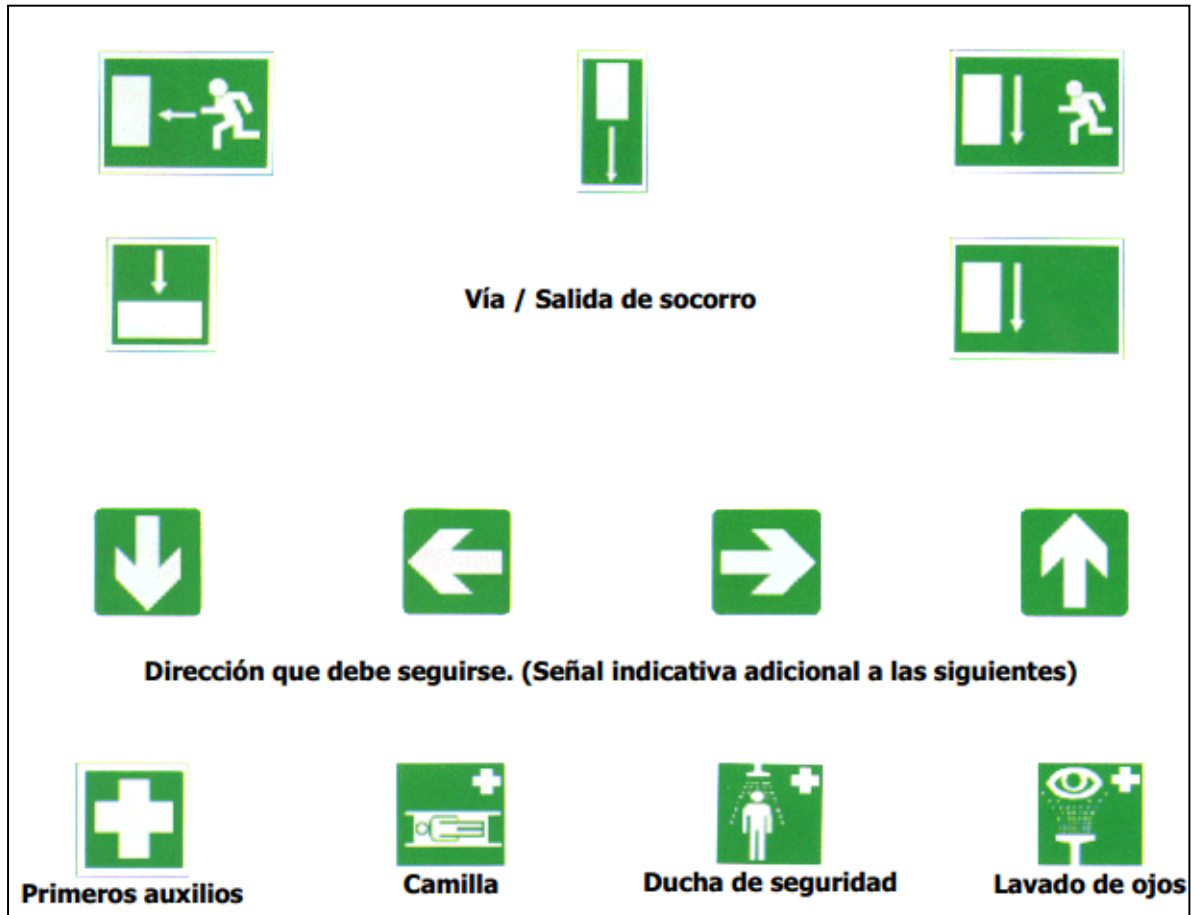 Vía / Salida de socorro
Dirección que debe seguirse. (Señal indicativa adicional a las siguientes)
Primeros auxilios
Camilla
Ducha de seguridad
Lavado de ojos